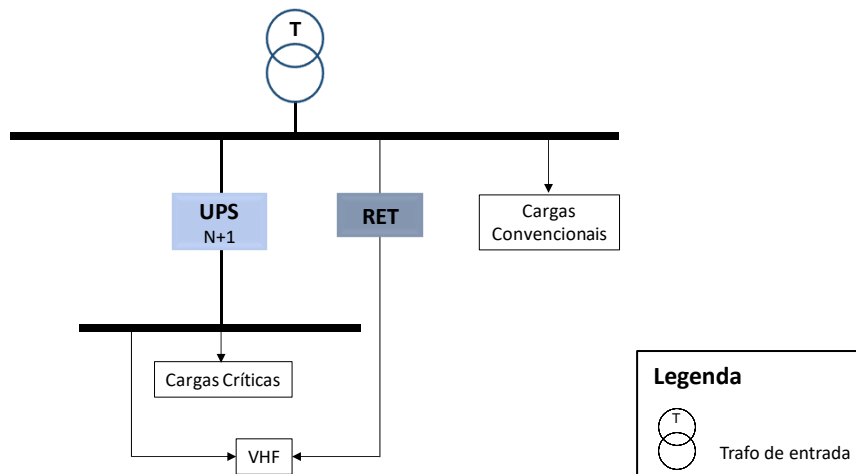 T
UPS
N+1
RET
Cargas
Convencionais
Cargas Críticas
VHF
Legenda
T
Trafo de entrada